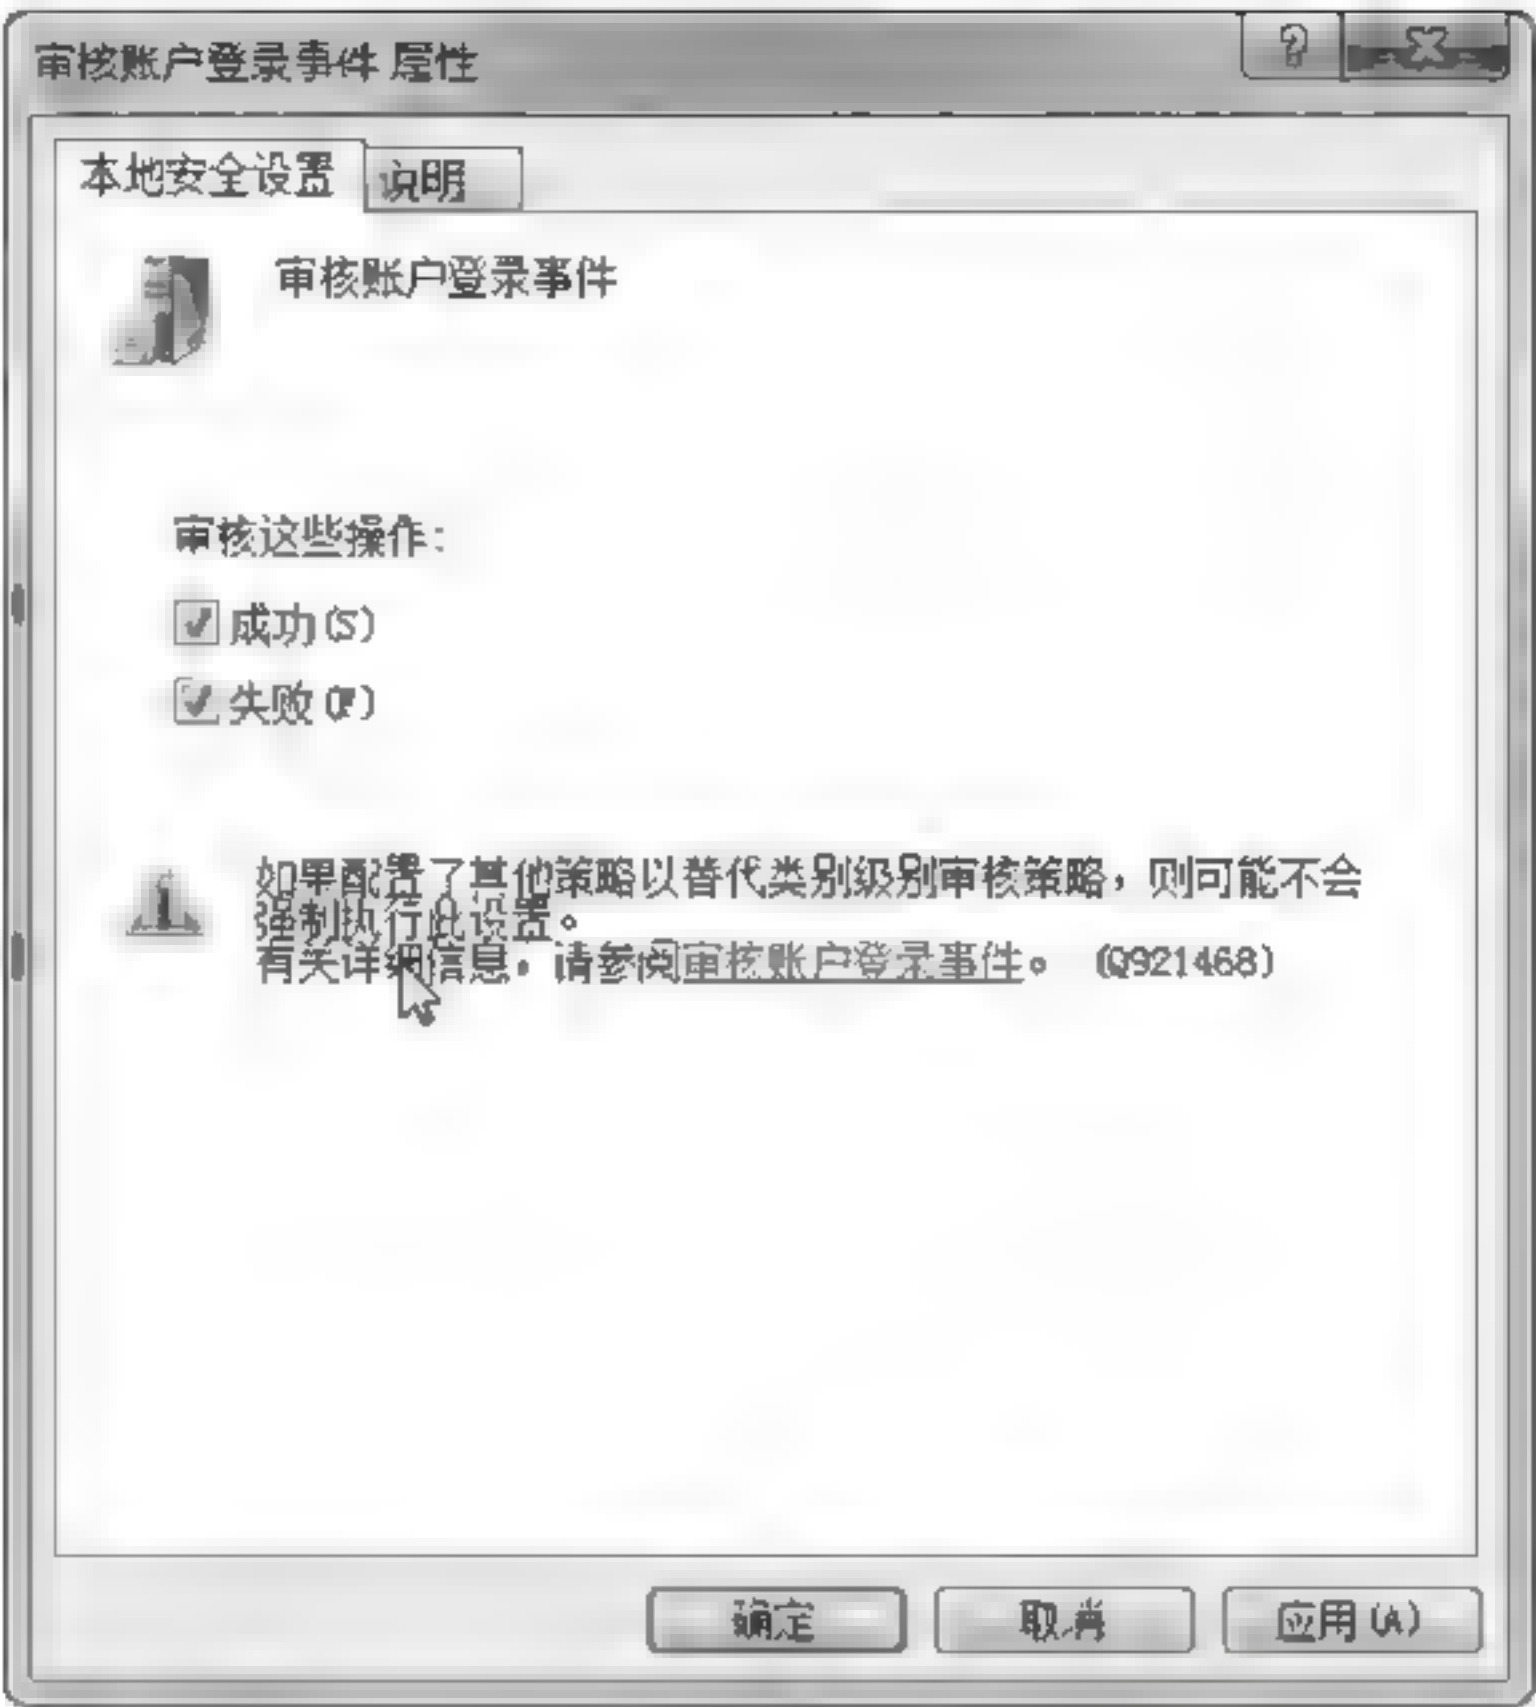 审核账户登录事件 属性
本地安全设置
说明
审核账户登录事件
审核这些操作：
成功(S)
失败(F)
如果配置了其他策略以替代类别级别审核策略，则可能不会
强制执行此设置。
有关详细信息，请参阅审核账户登录事件。 (Q921468)
确定
取消
应用(A)